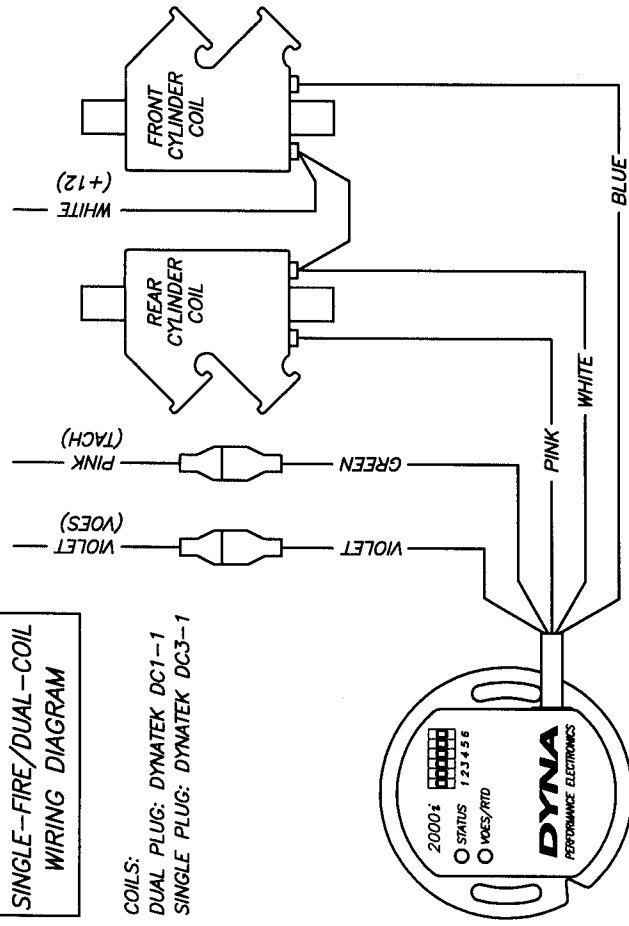 SINGLE-FIRE/DUAL-COIL
WIRING DIAGRAM
COILS:
DUAL PLUG: DYNATEK DC1-1
SINGLE PLUG: DYNATEK DC3-1
VIOLET
(VOES)
PINK
(TACH)
WHITE
(+12)
REAR
CYLINDER
COIL
FRONT
CYLINDER
COIL
VIOLET
GREEN
PINK
WHITE
BLUE
2000i
STATUS
VOES/RTD
1 2 3 4 5 6
DYNA
PERFORMANCE ELECTRONICS